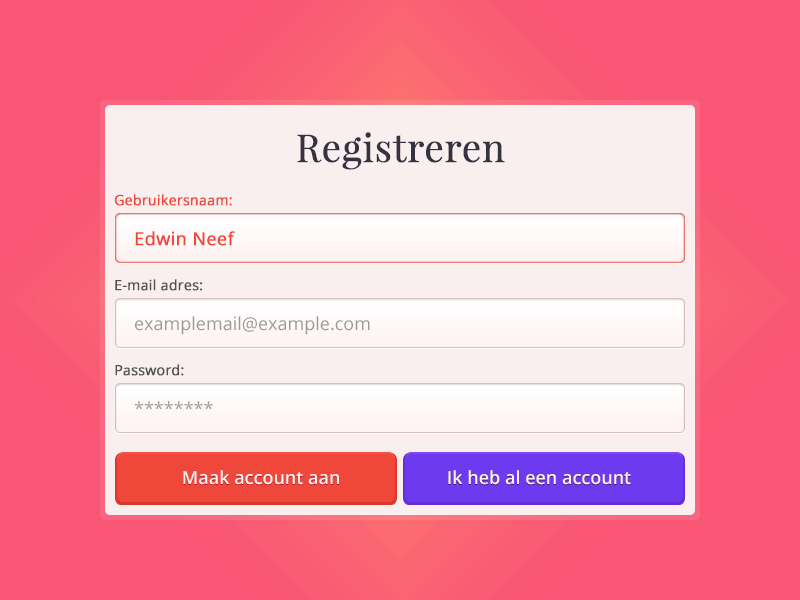 Registreren
Gebruikersnaam:
Edwin Neef
E-mail adres:
examplemail@example.com
Password:
********
Maak account aan
Ik heb al een account